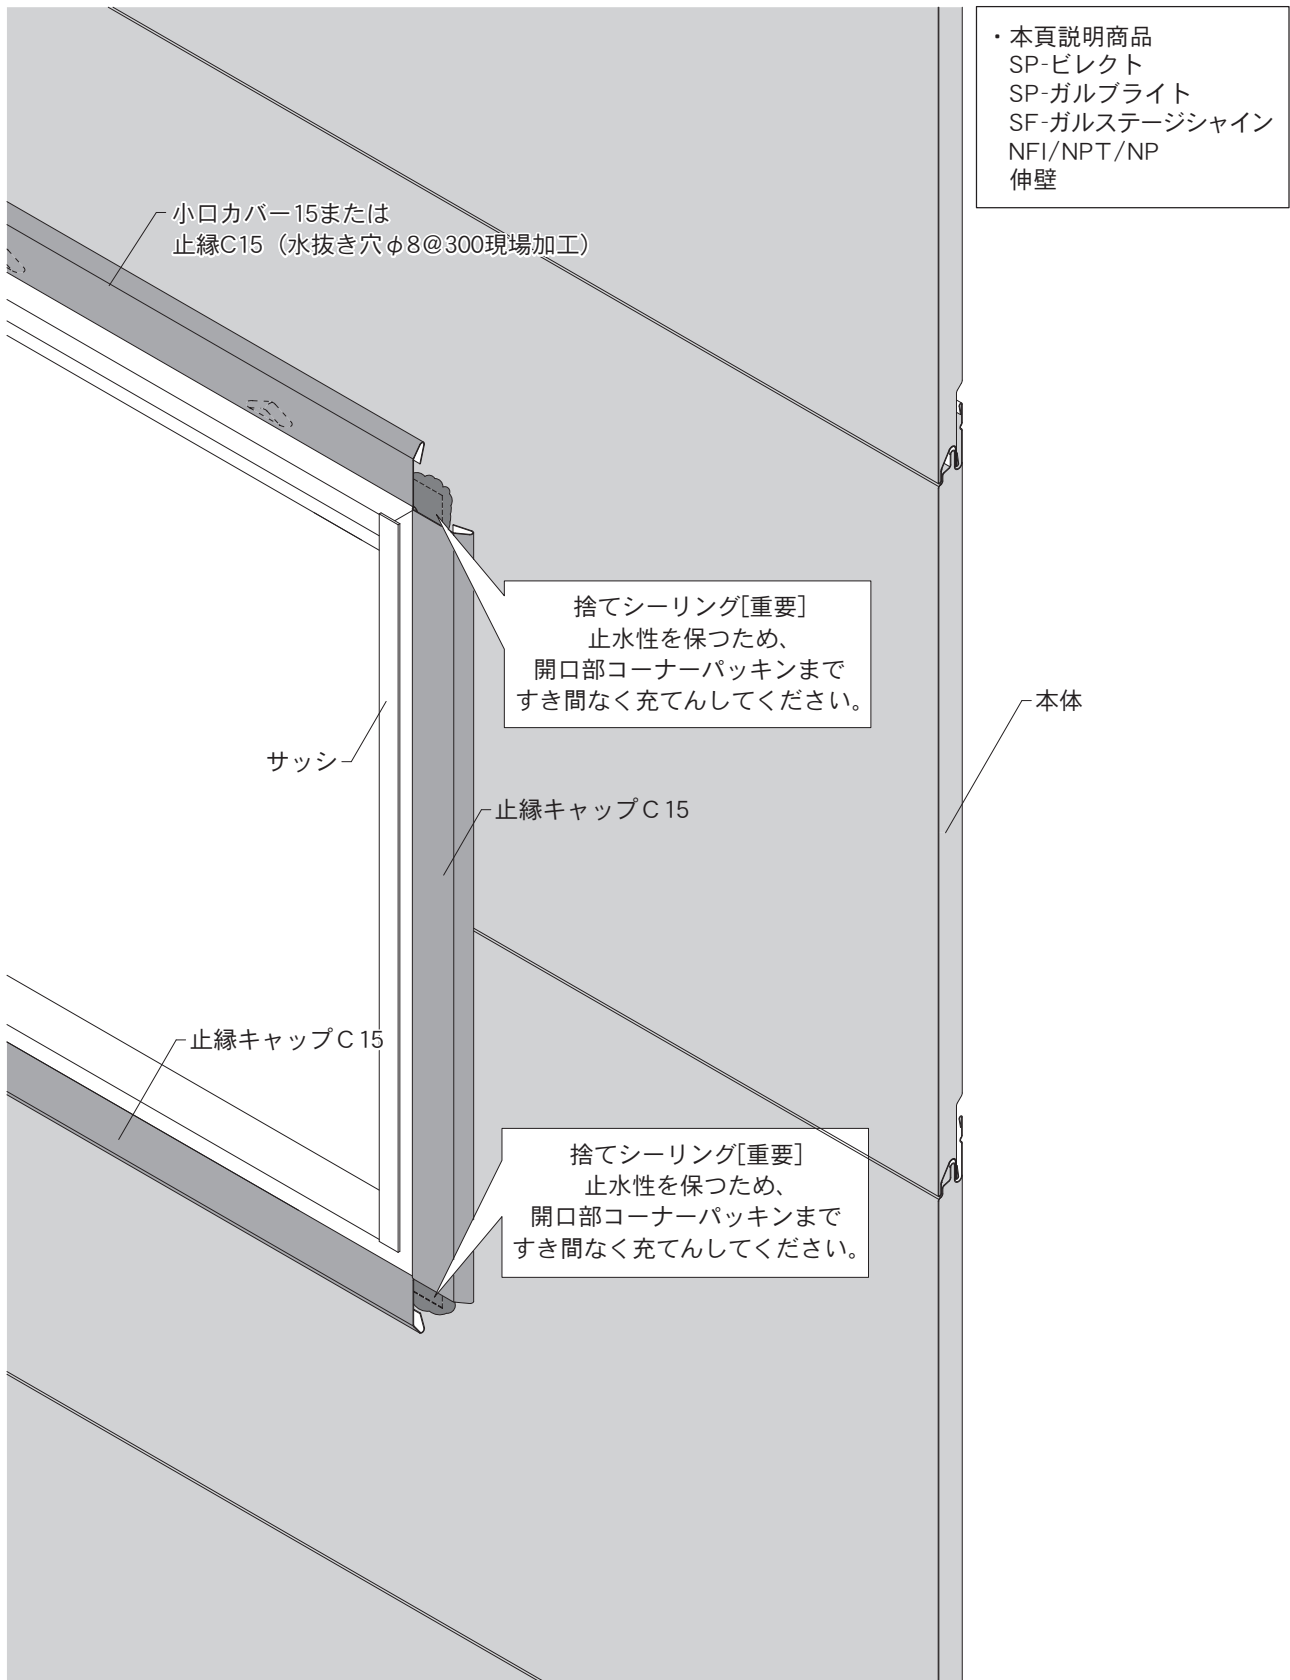 ・本頁説明商品
SP-ビレクト
SP-ガルブライト
SF-ガルステージシャイン
NFI/NPT/NP
伸壁
小口カバー15または
止縁C15（水抜き穴φ8@300現場加工）
捨てシーリング[重要]
止水性を保つため、
開口部コーナーパッキンまで
すき間なく充てんしてください。
本体
サッシ
止縁キャップC15
止縁キャップC15
捨てシーリング[重要]
止水性を保つため、
開口部コーナーパッキンまで
すき間なく充てんしてください。